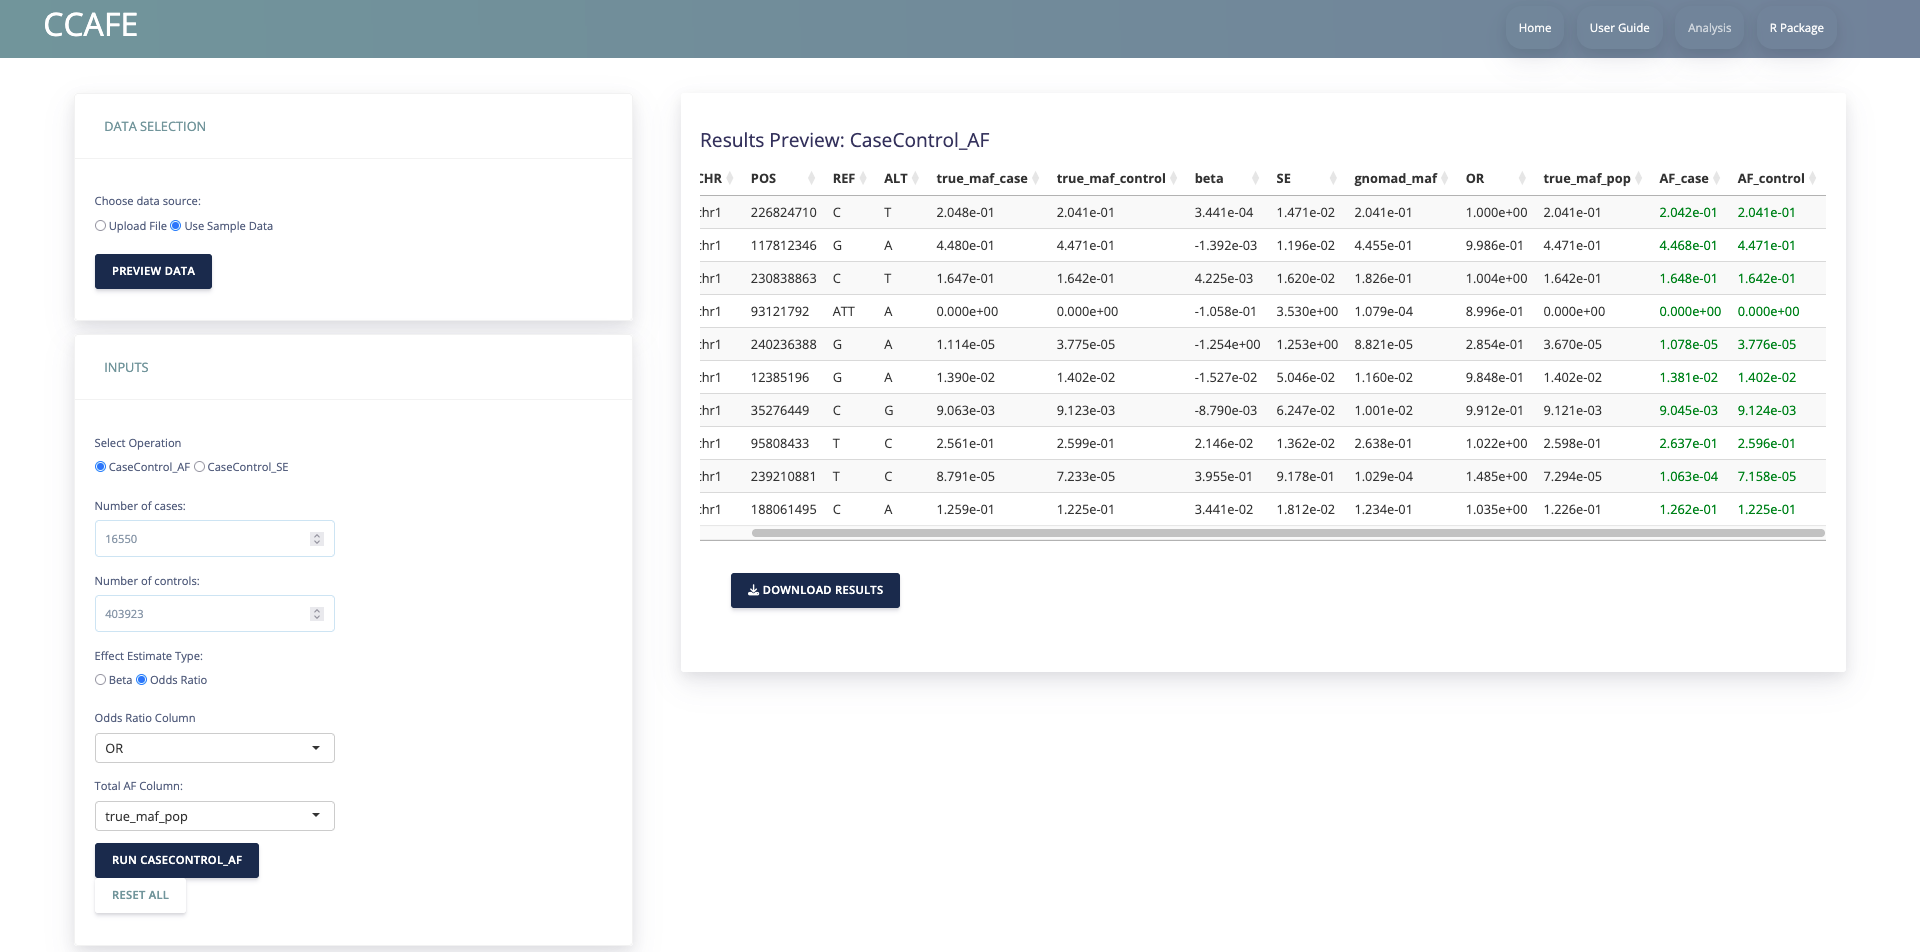 CCAFE
Home User Guide Analysis R Package
DATA SELECTION
Choose data source:
Upload File Use Sample Data
PREVIEW DATA
INPUTS
Select Operation
CaseControl_AF CaseControl_SE
Number of cases:
16550
Number of controls:
403923
Effect Estimate Type:
Beta Odds Ratio
Odds Ratio Column
OR
Total AF Column:
true_maf_pop
RUN CASECONTROL_AF
RESET ALL
Results Preview: CaseControl_AF
CHR POS REF ALT true_maf_case true_maf_control beta SE gnomad_maf OR true_maf_pop AF_case AF_control
chr1 226824710 C T 2.048e-01 2.041e-01 3.441e-04 1.471e-02 2.041e-01 1.000e+00 2.041e-01 2.042e-01 2.041e-01
chr1 117812346 G A 4.480e-01 4.471e-01 -1.392e-03 1.196e-02 4.455e-01 9.986e-01 4.471e-01 4.468e-01 4.471e-01
chr1 230838863 C T 1.647e-01 1.642e-01 4.225e-03 1.620e-02 1.826e-01 1.004e+00 1.642e-01 1.648e-01 1.642e-01
chr1 93121792 ATT A 0.000e+00 0.000e+00 -1.058e-01 3.530e+00 1.079e-04 8.996e-01 0.000e+00 0.000e+00 0.000e+00
chr1 240236388 G A 1.114e-05 3.775e-05 -1.254e+00 1.253e+00 8.821e-05 2.854e-01 3.670e-05 1.078e-05 3.776e-05
chr1 12385196 G A 1.390e-02 1.402e-02 -1.527e-02 5.046e-02 1.160e-02 9.848e-01 1.402e-02 1.381e-02 1.402e-02
chr1 35276449 C G 9.063e-03 9.123e-03 -8.790e-03 6.247e-02 1.001e-02 9.912e-01 9.121e-03 9.045e-03 9.124e-03
chr1 95808433 T C 2.561e-01 2.599e-01 2.146e-02 1.362e-02 2.638e-01 1.022e+00 2.598e-01 2.637e-01 2.596e-01
chr1 239210881 T C 8.791e-05 7.233e-05 3.955e-01 9.178e-01 1.029e-04 1.485e+00 7.294e-05 1.063e-04 7.158e-05
chr1 188061495 C A 1.259e-01 1.225e-01 3.441e-02 1.812e-02 1.234e-01 1.035e+00 1.226e-01 1.262e-01 1.225e-01
DOWNLOAD RESULTS